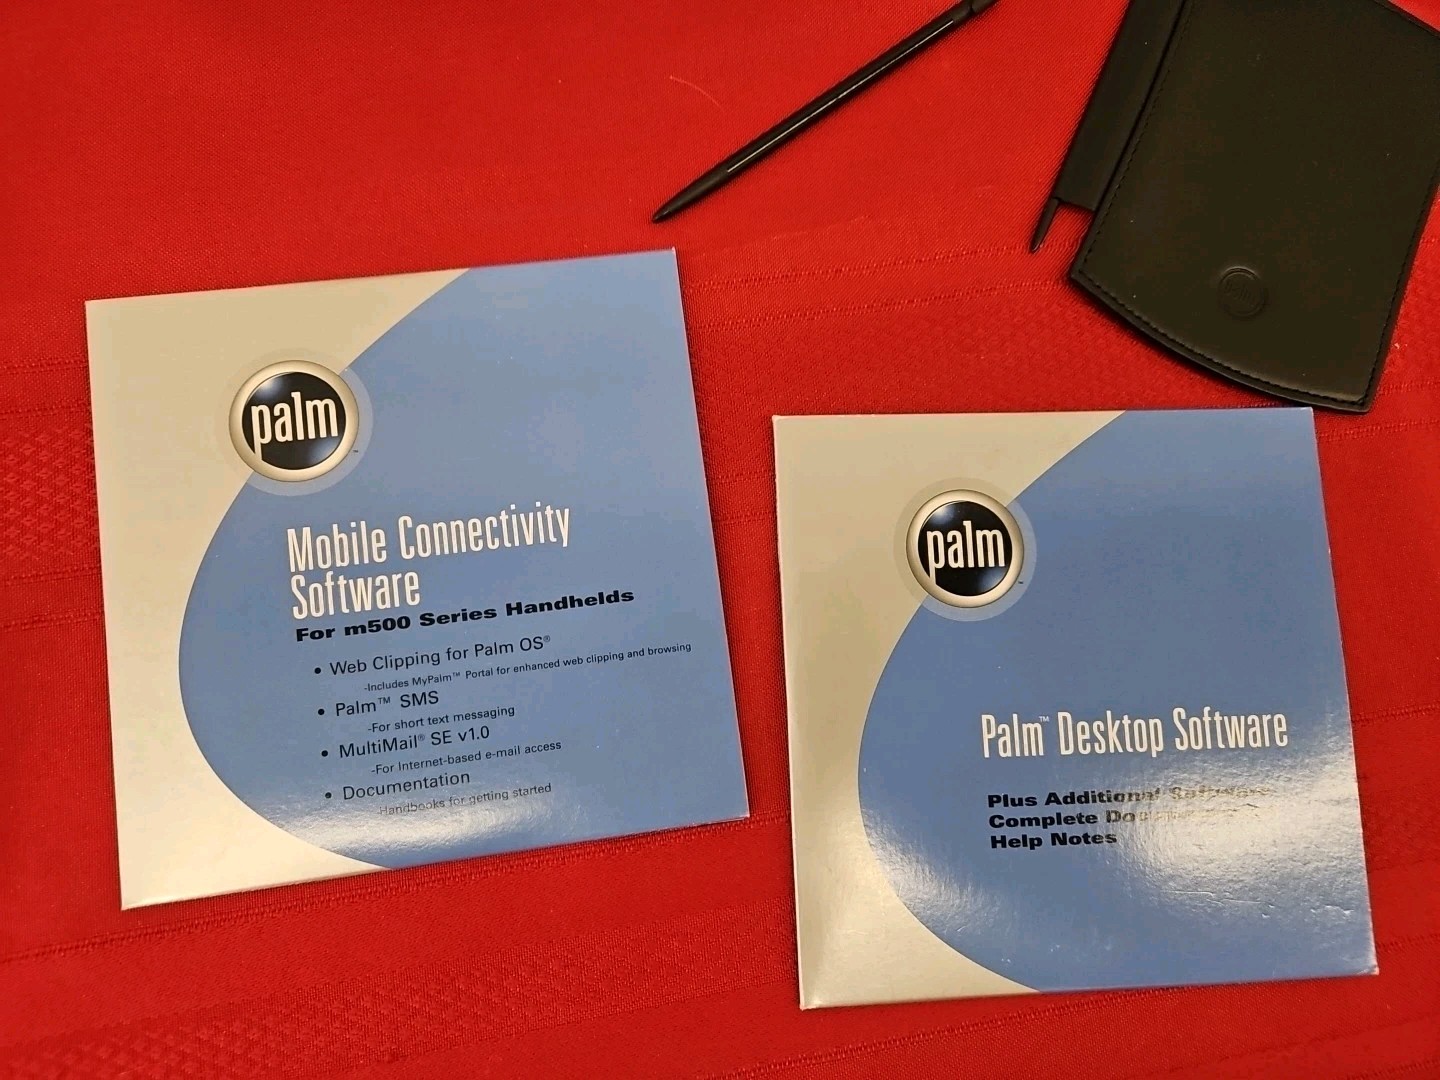 palm
Mobile Connectivity
Software
For m500 Series Handhelds
• Web Clipping for Palm OS®
-Includes MyPalm™ Portal for enhanced web clipping and browsing
• Palm™ SMS
-For short text messaging
• MultiMail® SE v1.0
-For Internet-based e-mail access
• Documentation
-Handbooks for getting started
palm
Palm™ Desktop Software
Plus Additional Software
Complete
Help Notes